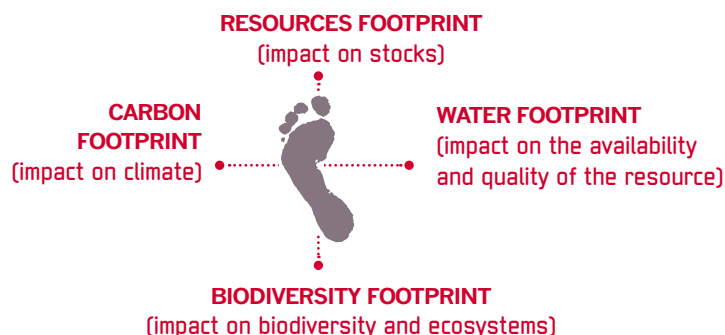 RESOURCES FOOTPRINT
(impact on stocks)
CARBON
FOOTPRINT
(impact on climate)
WATER FOOTPRINT
(impact on the availability
and quality of the resource)
BIODIVERSITY FOOTPRINT
(impact on biodiversity and ecosystems)